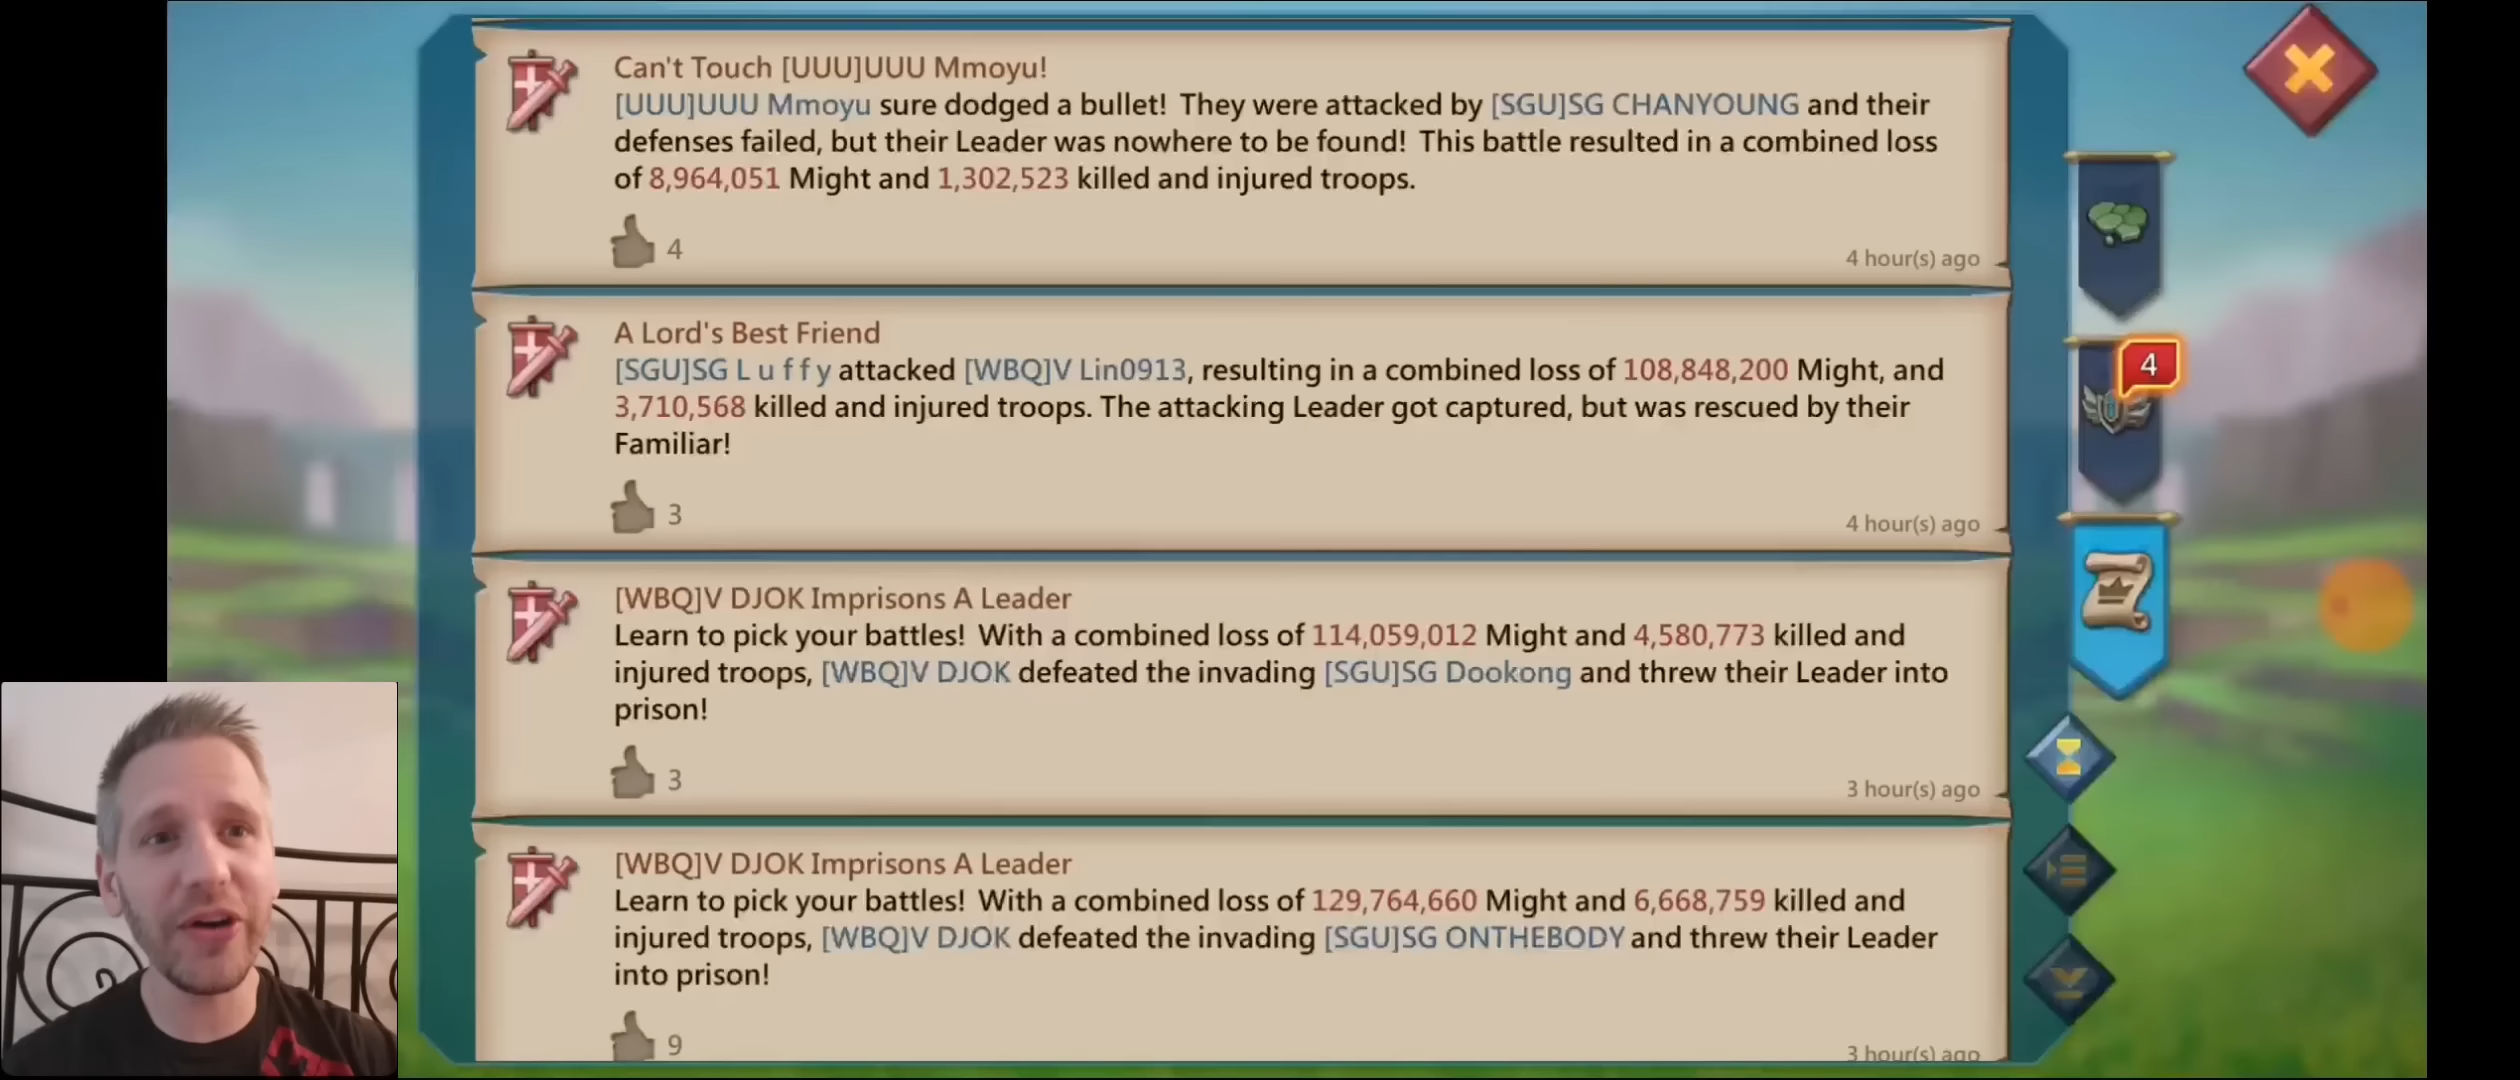 Can't Touch [UUU]UUU Mmoyu!
[UUU]UUU Mmoyu sure dodged a bullet! They were attacked by [SGU]SG CHANYOUNG and their
defenses failed, but their Leader was nowhere to be found! This battle resulted in a combined loss
of 8,964,051 Might and 1,302,523 killed and injured troops.
4
4 hour(s) ago
A Lord's Best Friend
[SGU]SG L u f f y attacked [WBQ]V Lin0913, resulting in a combined loss of 108,848,200 Might, and
3,710,568 killed and injured troops. The attacking Leader got captured, but was rescued by their
Familiar!
3
4 hour(s) ago
[WBQ]V DJOK Imprisons A Leader
Learn to pick your battles! With a combined loss of 114,059,012 Might and 4,580,773 killed and
injured troops, [WBQ]V DJOK defeated the invading [SGU]SG Dookong and threw their Leader into
prison!
3
3 hour(s) ago
[WBQ]V DJOK Imprisons A Leader
Learn to pick your battles! With a combined loss of 129,764,660 Might and 6,668,759 killed and
injured troops, [WBQ]V DJOK defeated the invading [SGU]SG ONTHEBODY and threw their Leader
into prison!
9
3 hour(s) ago
4